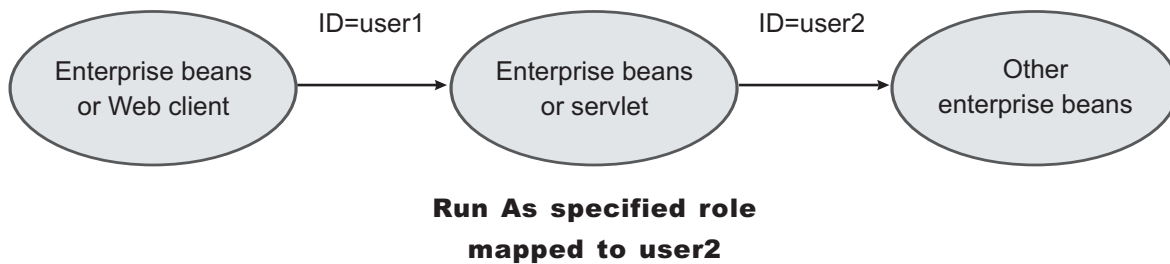 ID=user1
ID=user2
Enterprise beans
or Web client
Enterprise beans
or servlet
Other
enterprise beans
Run As specified role
mapped to user2